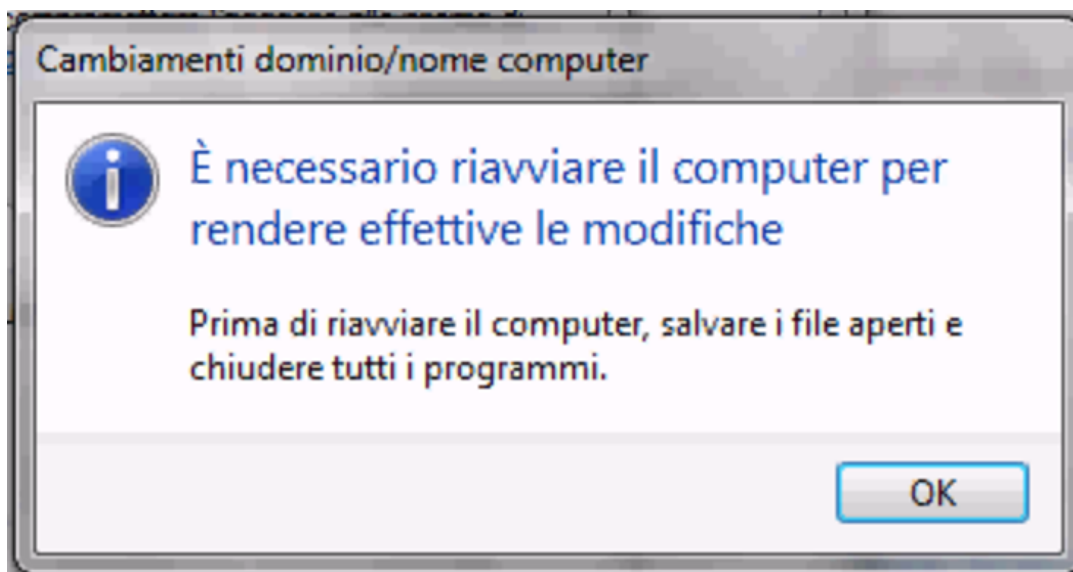 Cambiamenti dominio/nome computer
È necessario riavviare il computer per
rendere effettive le modifiche
Prima di riavviare il computer, salvare i file aperti e
chiudere tutti i programmi.
OK